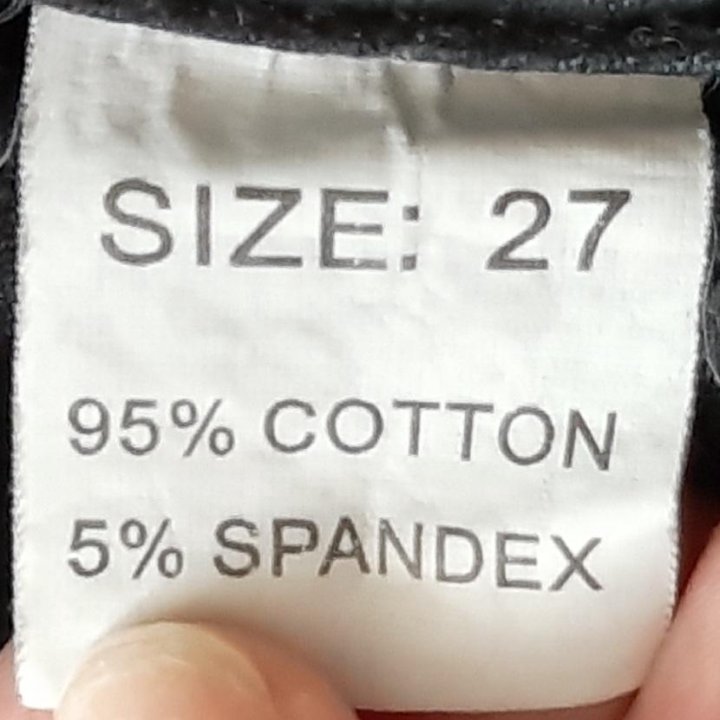 SIZE: 27
95% COTTON
5% SPANDEX